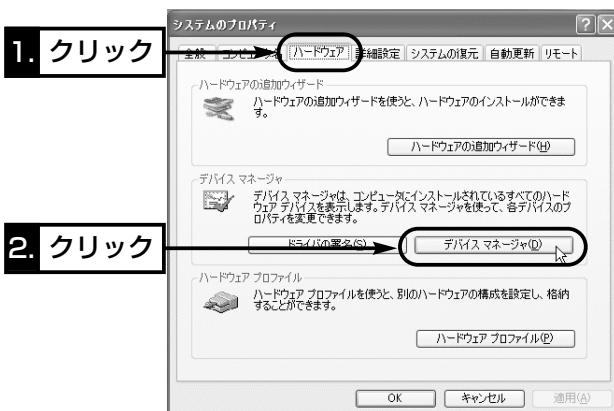 システムのプロパティ
1. クリック
全般 コンピュータ名 ハードウェア 詳細設定 システムの復元 自動更新 リモート
ハードウェアの追加ウィザード
ハードウェアの追加ウィザードを使うと、ハードウェアのインストールができま
す。
ハードウェアの追加ウィザード(H)
デバイス マネージャ
デバイス マネージャは、コンピュータにインストールされているすべてのハード
ウェア デバイスを表示します。デバイス マネージャを使って、各デバイスのプ
ロパティを変更できます。
2. クリック
ドライバの署名(S) デバイス マネージャ(D)
ハードウェア プロファイル
ハードウェア プロファイルを使うと、別のハードウェアの構成を設定し、格納
することができます。
ハードウェア プロファイル(P)
OK キャンセル 適用(A)